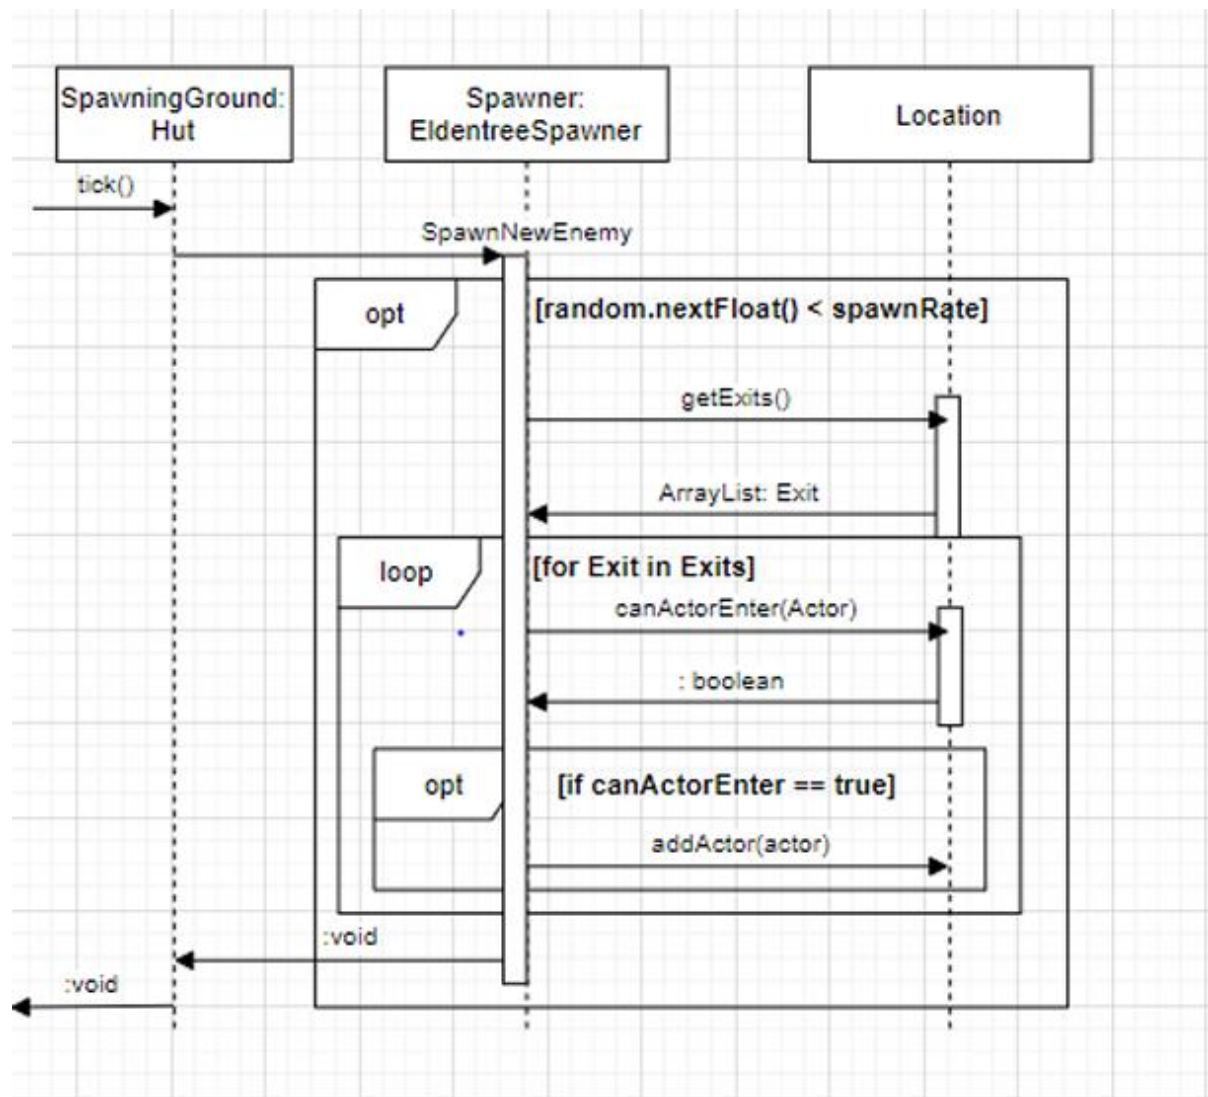 SpawningGround:
Hut
Spawner:
EldentreeSpawner
Location
tick()
SpawnNewEnemy
opt
[random.nextFloat() < spawnRate]
getExits()
ArrayList: Exit
loop
[for Exit in Exits]
canActorEnter(Actor)
: boolean
opt
[if canActorEnter == true]
addActor(actor)
:void
:void